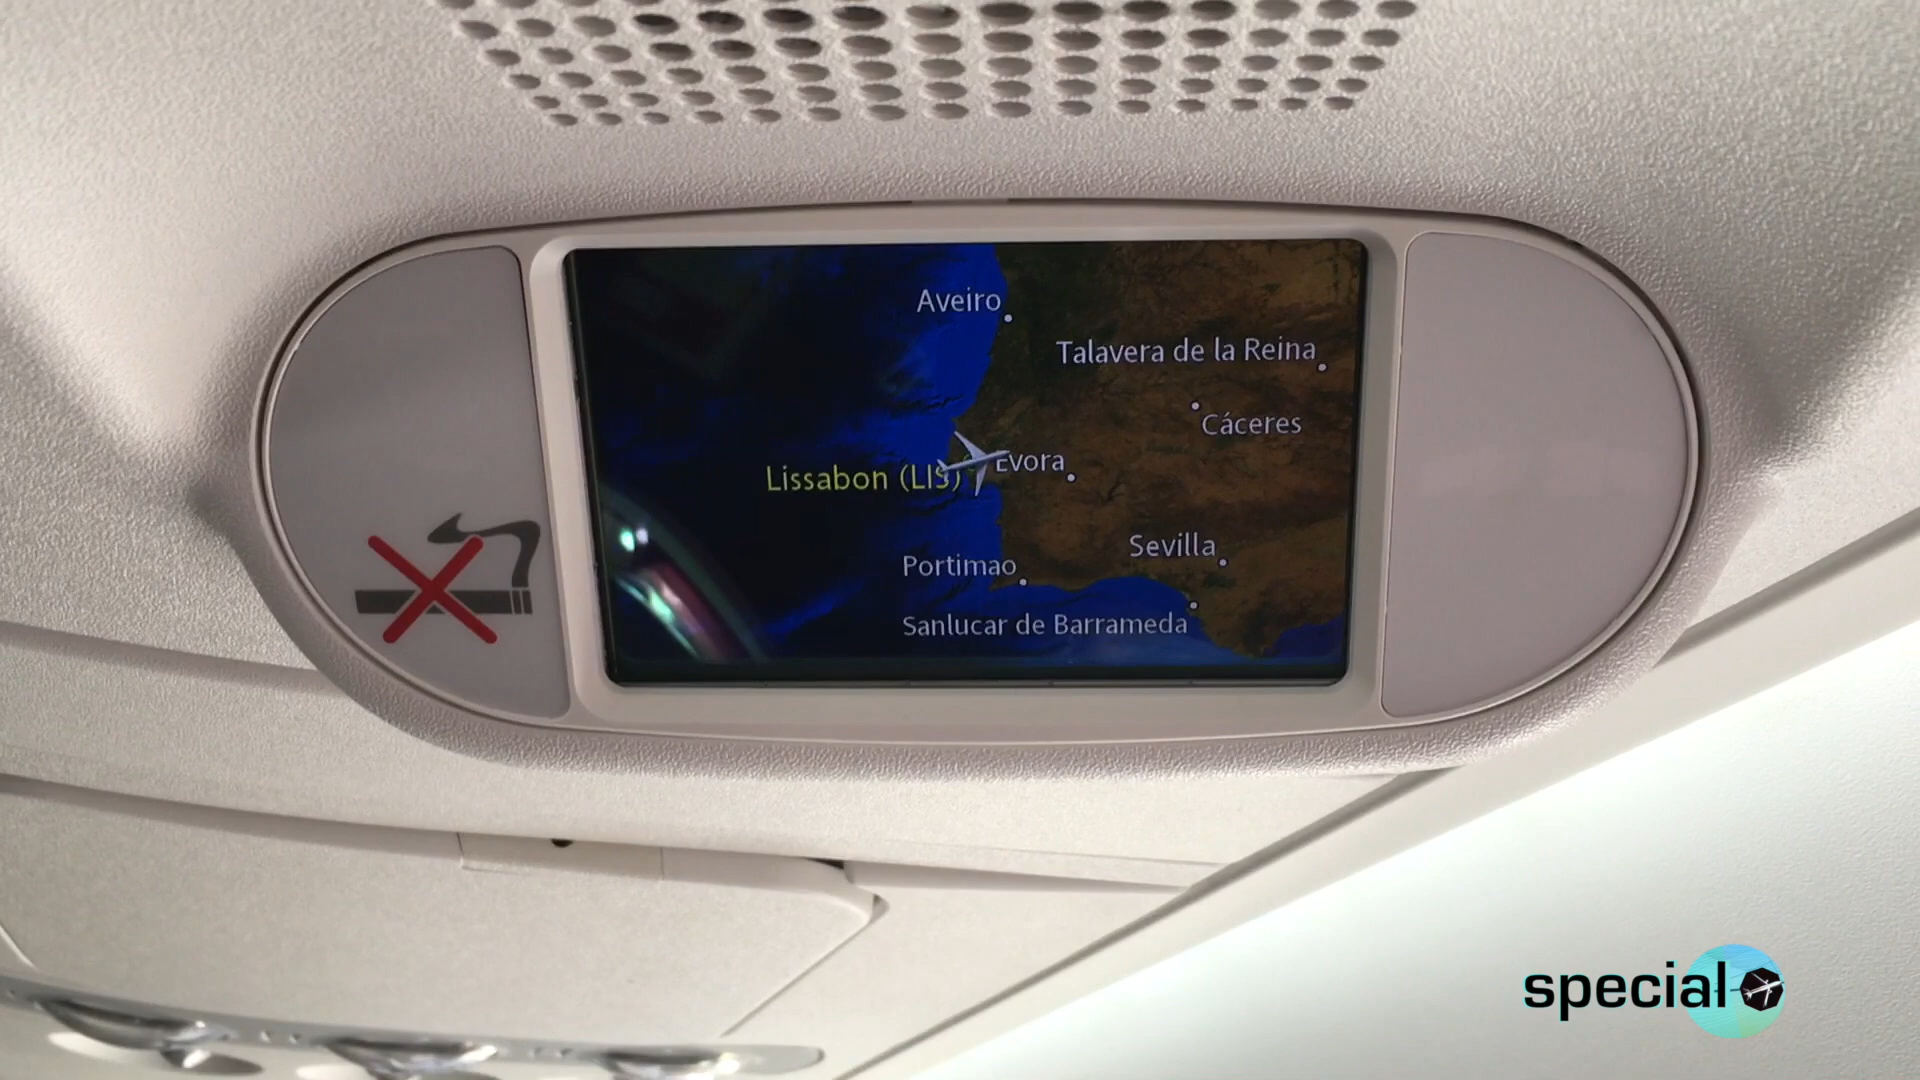 Aveiro
Talavera de la Reina
Cáceres
Lissabon (LIS)
Evora
Sevilla
Portimao
Sanlucar de Barrameda
special